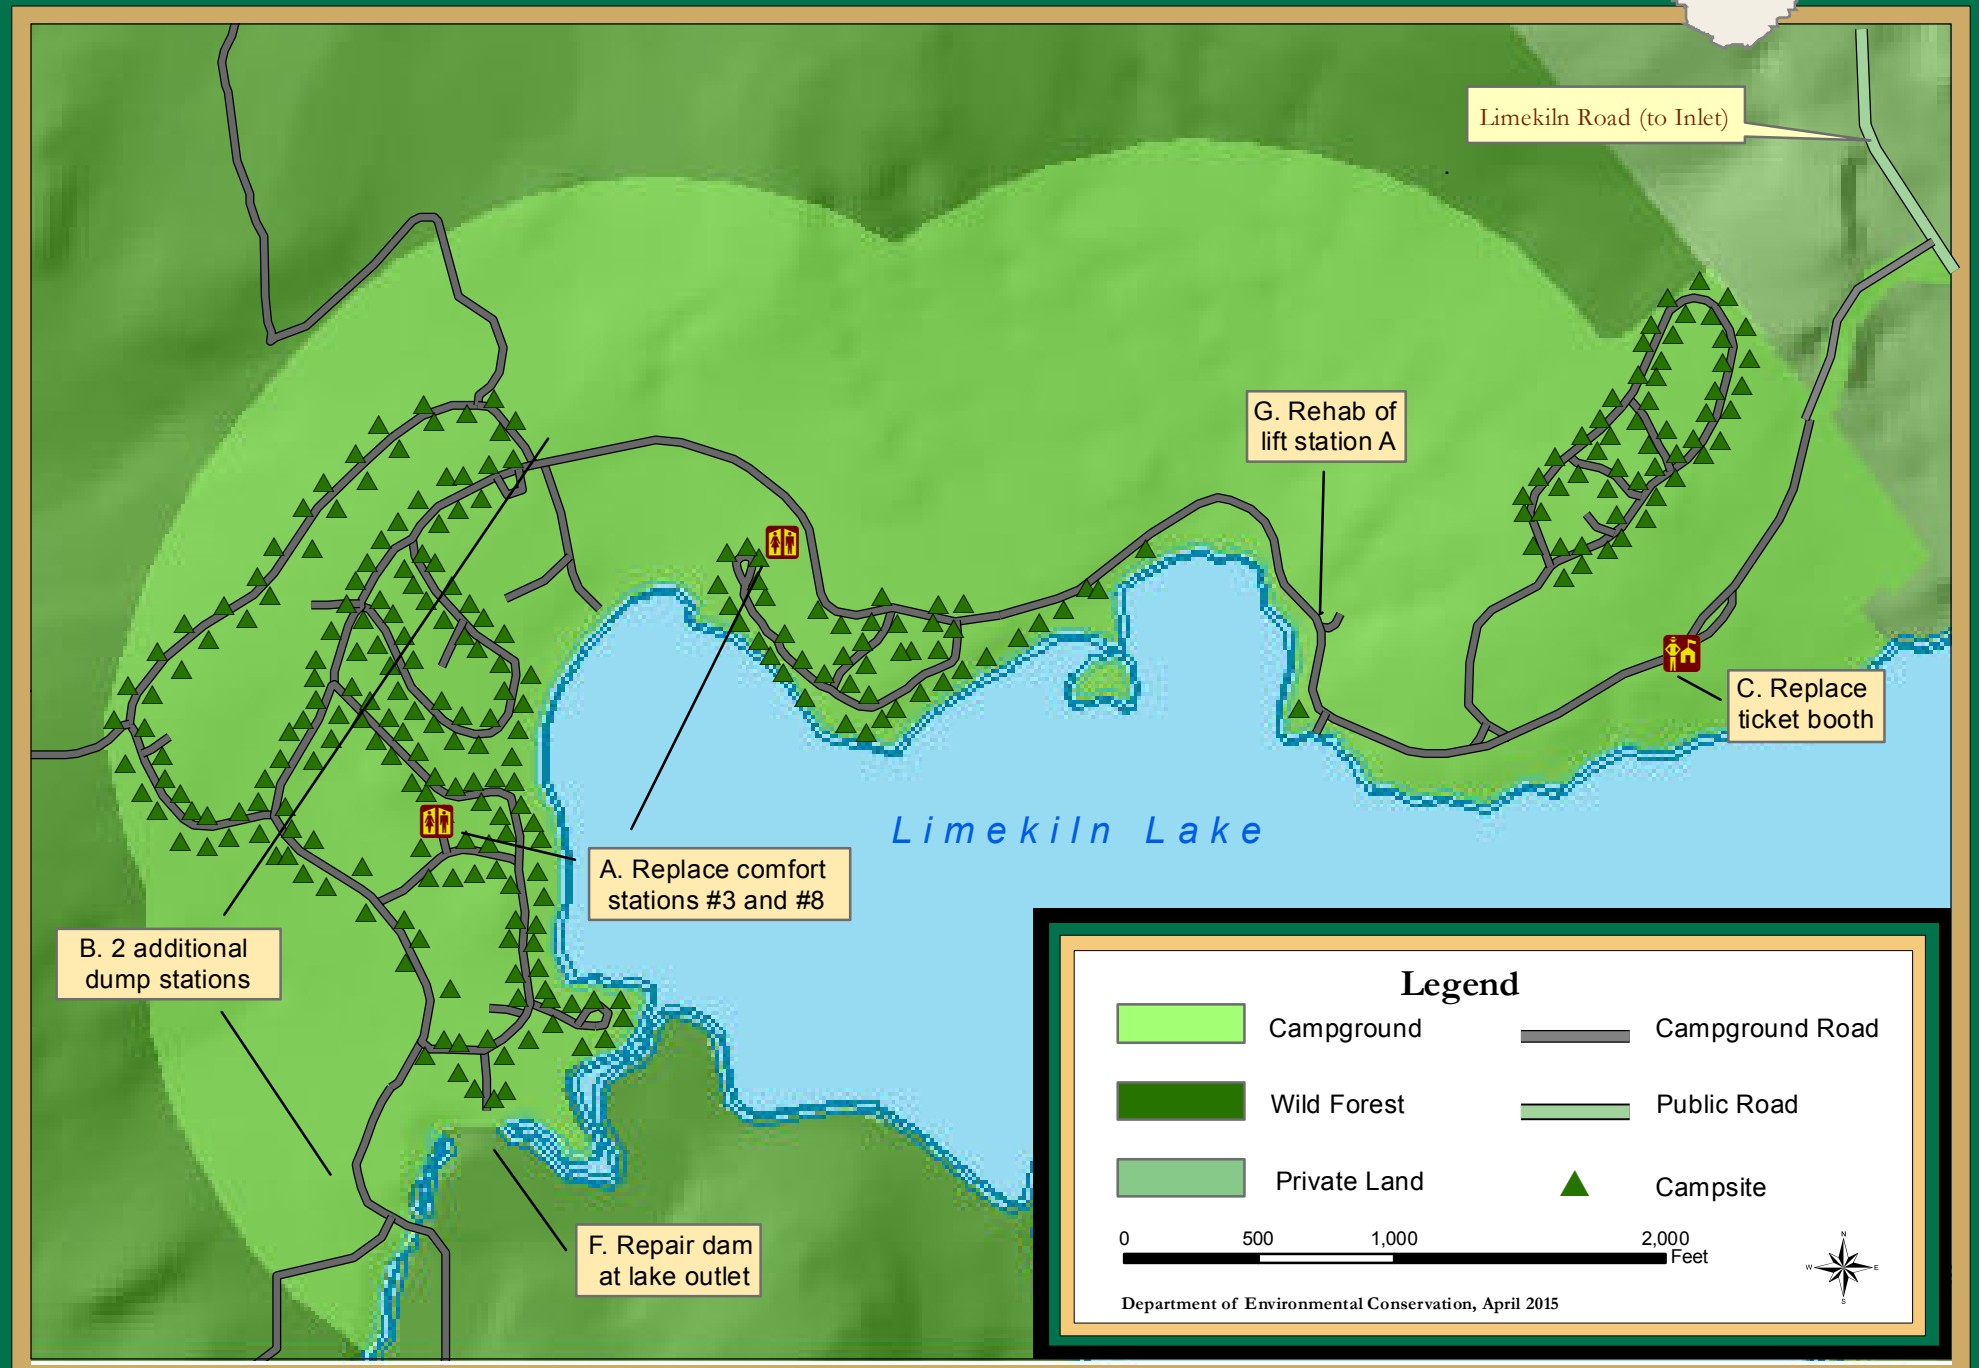 Limekiln Road (to Inlet)
G. Rehab of
lift station A
C. Replace
ticket booth
Limekiln Lake
A. Replace comfort
stations #3 and #8
B. 2 additional
dump stations
F. Repair dam
at lake outlet
Legend
Campground
Campground Road
Wild Forest
Public Road
Private Land
Campsite
0 500 1,000 2,000
Feet
N
W E
S
Department of Environmental Conservation, April 2015